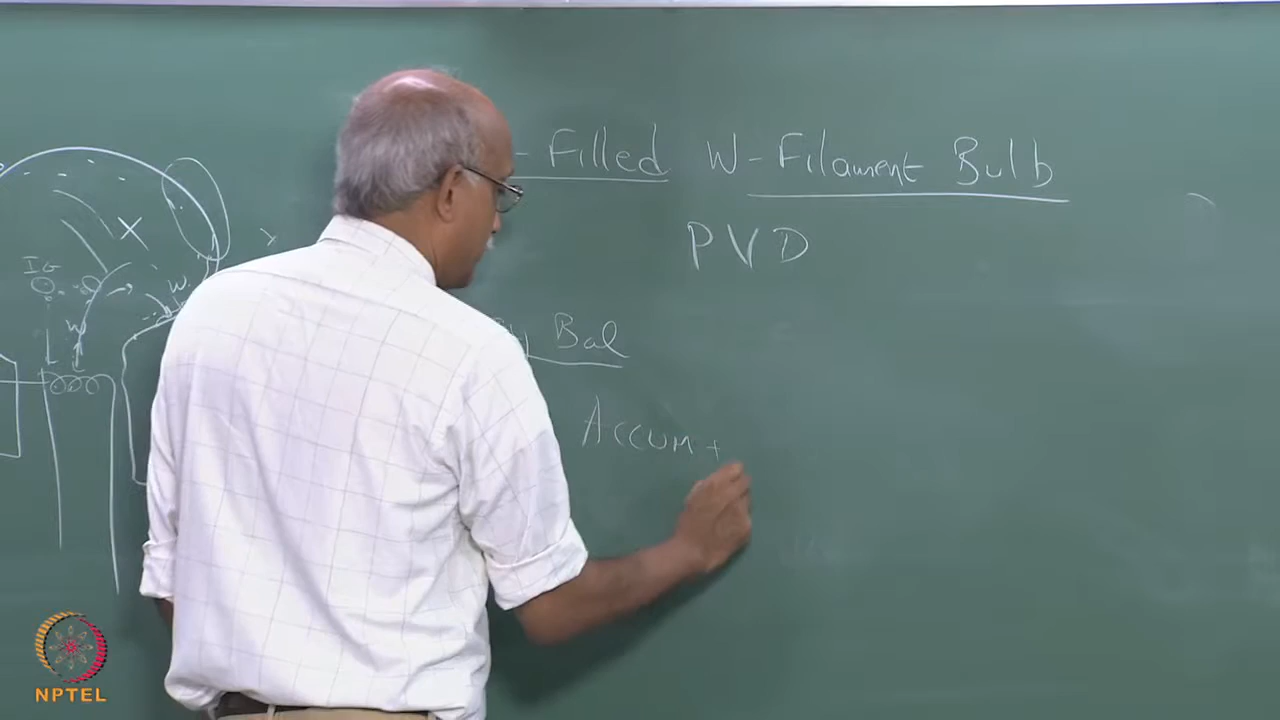 - Filled W-Filament Bulb
PVD
IG
W
W
Bal
Accum +
NPTEL